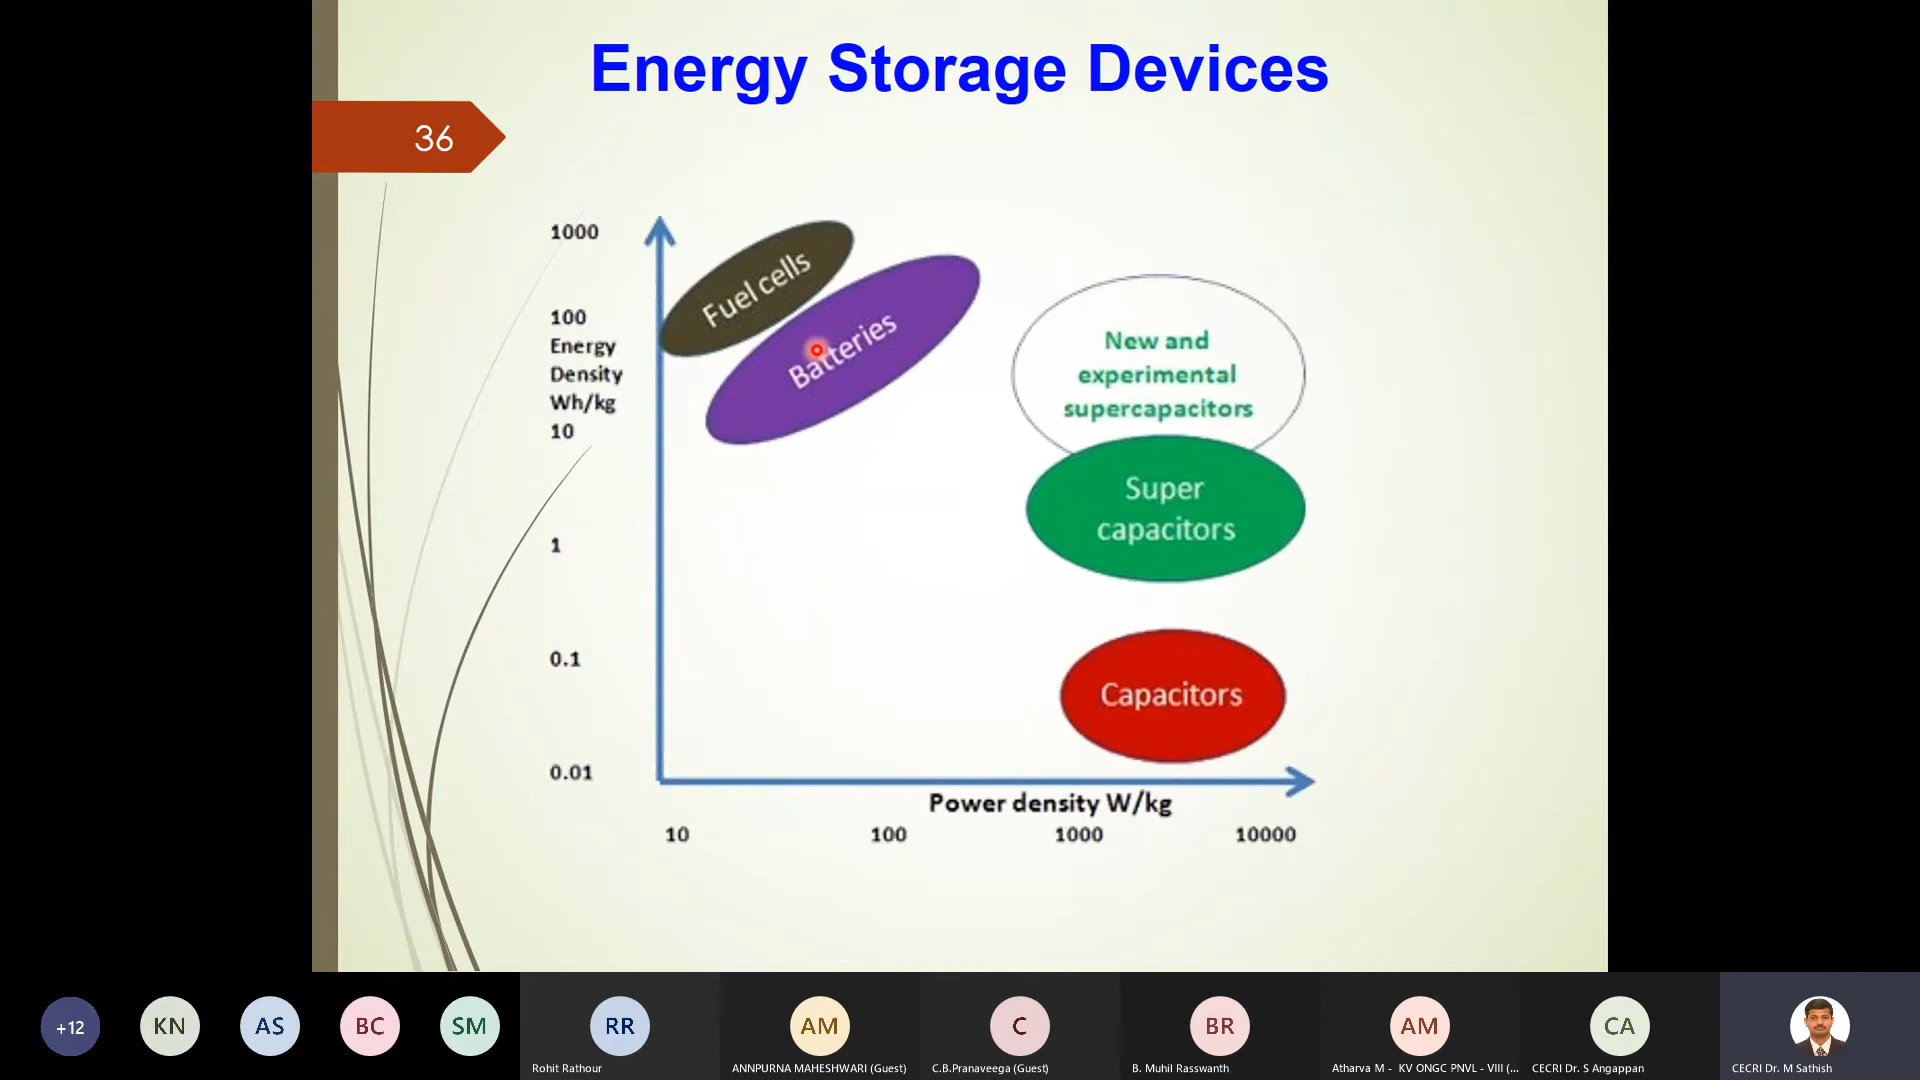 Energy Storage Devices
36
1000
100
Energy
Density
Wh/kg
10
1
0.1
0.01
Fuel cells
Batteries
New and
experimental
supercapacitors
Super
capacitors
Capacitors
Power density W/kg
10 100 1000 10000
+12
KN
AS
BC
SM
RR
Rohit Rathour
AM
ANNPURNA MAHESHWARI (Guest)
C
C.B.Pranaveega (Guest)
BR
B. Muhil Rasswanth
AM
Atharva M - KV ONGC PNVL - VIII (...
CA
CECRI Dr. S Angappan
CECRI Dr. M Sathish